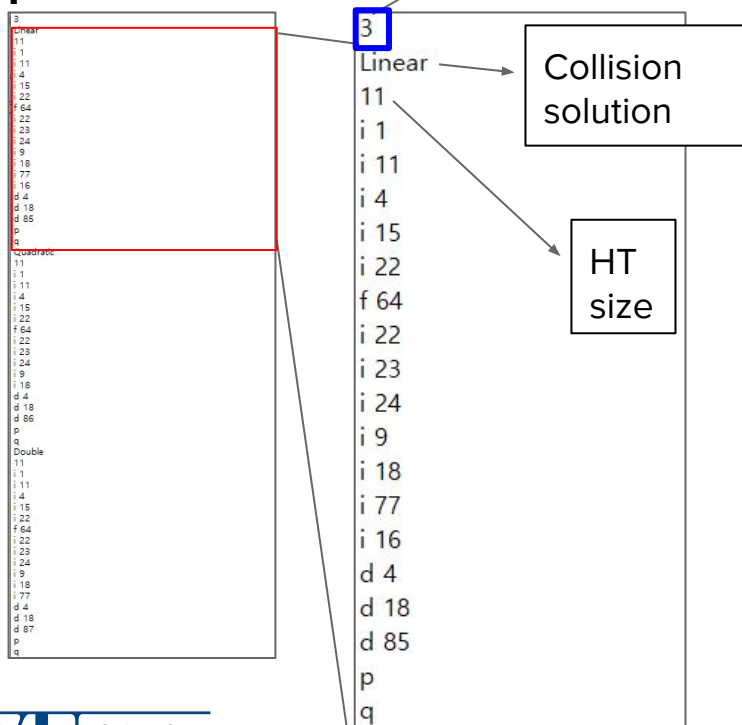 3
Linear
11
i 1
i 11
i 4
i 15
i 22
f 64
i 22
i 23
i 24
i 9
i 18
i 77
i 16
d 4
d 18
d 85
p
q
Quadratic
11
i 1
i 11
i 4
i 15
i 22
f 64
i 22
i 23
i 24
i 9
i 18
d 4
d 18
d 86
p
q
Double
11
i 1
i 11
i 4
i 15
i 22
f 64
i 22
i 23
i 24
i 9
i 18
i 77
d 4
d 18
d 87
p
q
3
Linear
11
i 1
i 11
i 4
i 15
i 22
f 64
i 22
i 23
i 24
i 9
i 18
i 77
i 16
d 4
d 18
d 85
p
q
Collision
solution
HT
size